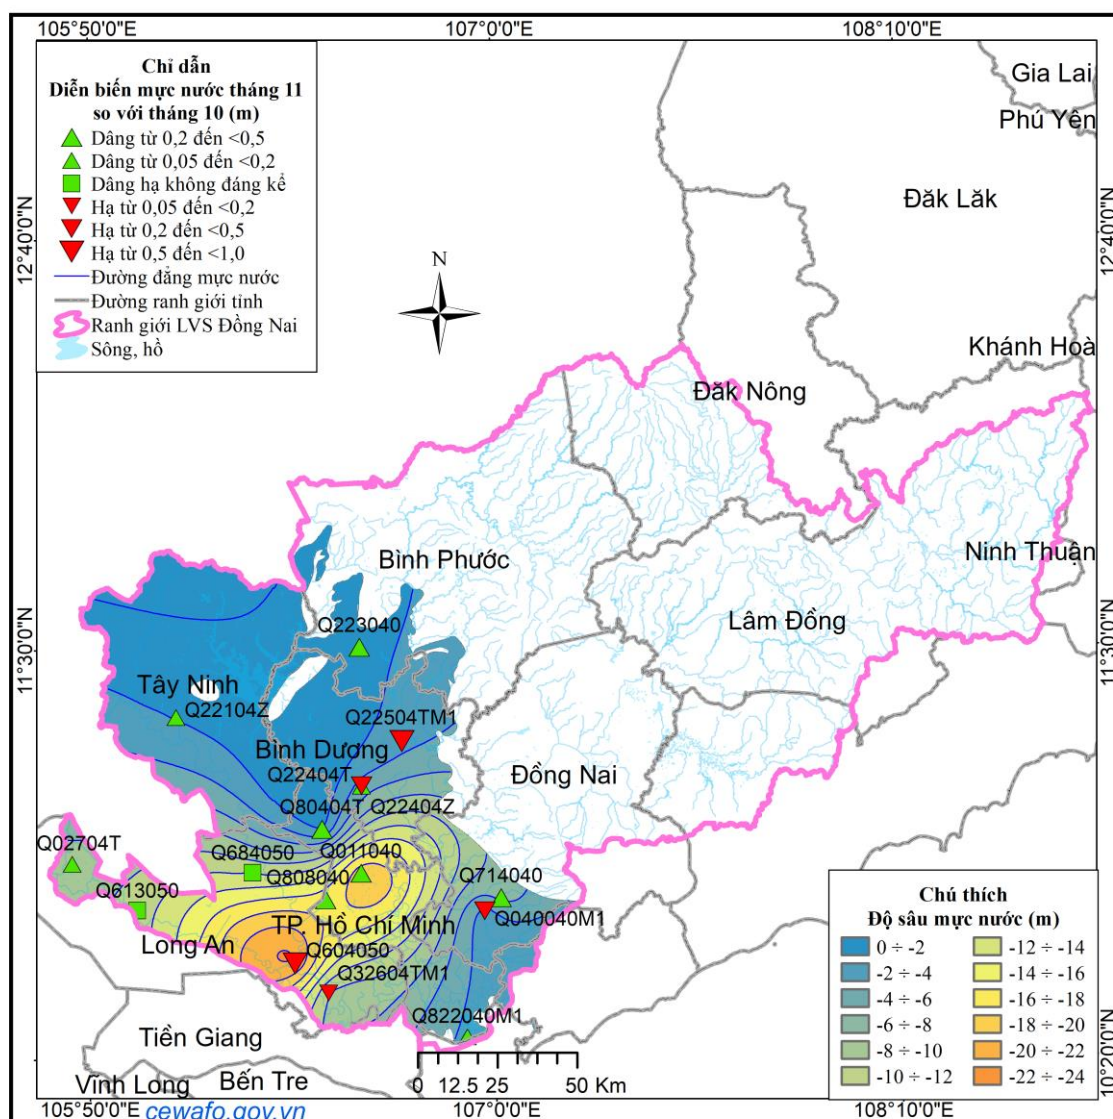 105°50'0"E
107°0'0"E
108°10'0"E
Chỉ dẫn
Diễn biến mực nước tháng 11
so với tháng 10 (m)
Dâng từ 0,2 đến <0,5
Dâng từ 0,05 đến <0,2
Dâng hạ không đáng kể
Hạ từ 0,05 đến <0,2
Hạ từ 0,2 đến <0,5
Hạ từ 0,5 đến <1,0
Đường đẳng mực nước
Đường ranh giới tỉnh
Ranh giới LVS Đồng Nai
Sông, hồ
N
Gia Lai
Phú Yên
Đăk Lăk
12°40'0"N
12°40'0"N
Khánh Hoà
Đăk Nông
Bình Phước
Ninh Thuận
Lâm Đồng
11°30'0"N
11°30'0"N
Q223040
Tây Ninh
Q22104Z
Q22504TM1
Bình Dương
Đồng Nai
Q22404T
Q80404T
Q22404Z
Q02704T
Q684050
Q011040
Q808040
Q714040
Q613050
Q040040M1
TP. Hồ Chí Minh
Long An
Q604050
Q32604TM1
Q822040M1
Tiền Giang
Vĩnh Long
Bến Tre
0 12.5 25 50 Km
Chú thích
Độ sâu mực nước (m)
0 ÷ -2
-2 ÷ -4
-4 ÷ -6
-6 ÷ -8
-8 ÷ -10
-10 ÷ -12
-12 ÷ -14
-14 ÷ -16
-16 ÷ -18
-18 ÷ -20
-20 ÷ -22
-22 ÷ -24
10°20'0"N
105°50'0"E
cewafo.gov.vn
107°0'0"E
108°10'0"E